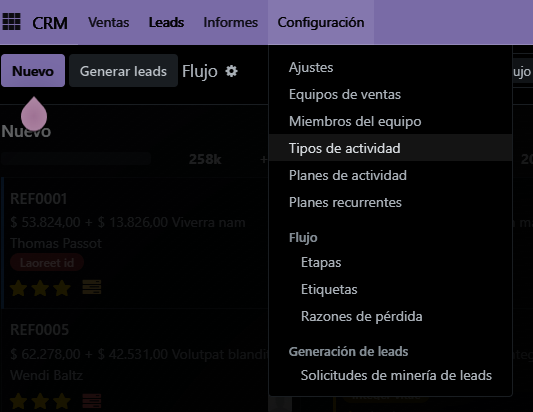 CRM Ventas Leads Informes Configuración
Nuevo Generar leads Flujo
Ajustes
Equipos de ventas
Miembros del equipo
Tipos de actividad
Planes de actividad
Planes recurrentes
Flujo
Etapas
Etiquetas
Razones de pérdida
Generación de leads
Solicitudes de minería de leads
Nuevo
258k +
REF0001
$ 53.824,00 + $ 13.826,00 Viverra nam
Thomas Passot
Laoreet id
REF0005
$ 62.278,00 + $ 42.531,00 Volutpat blandit
Wendi Baltz